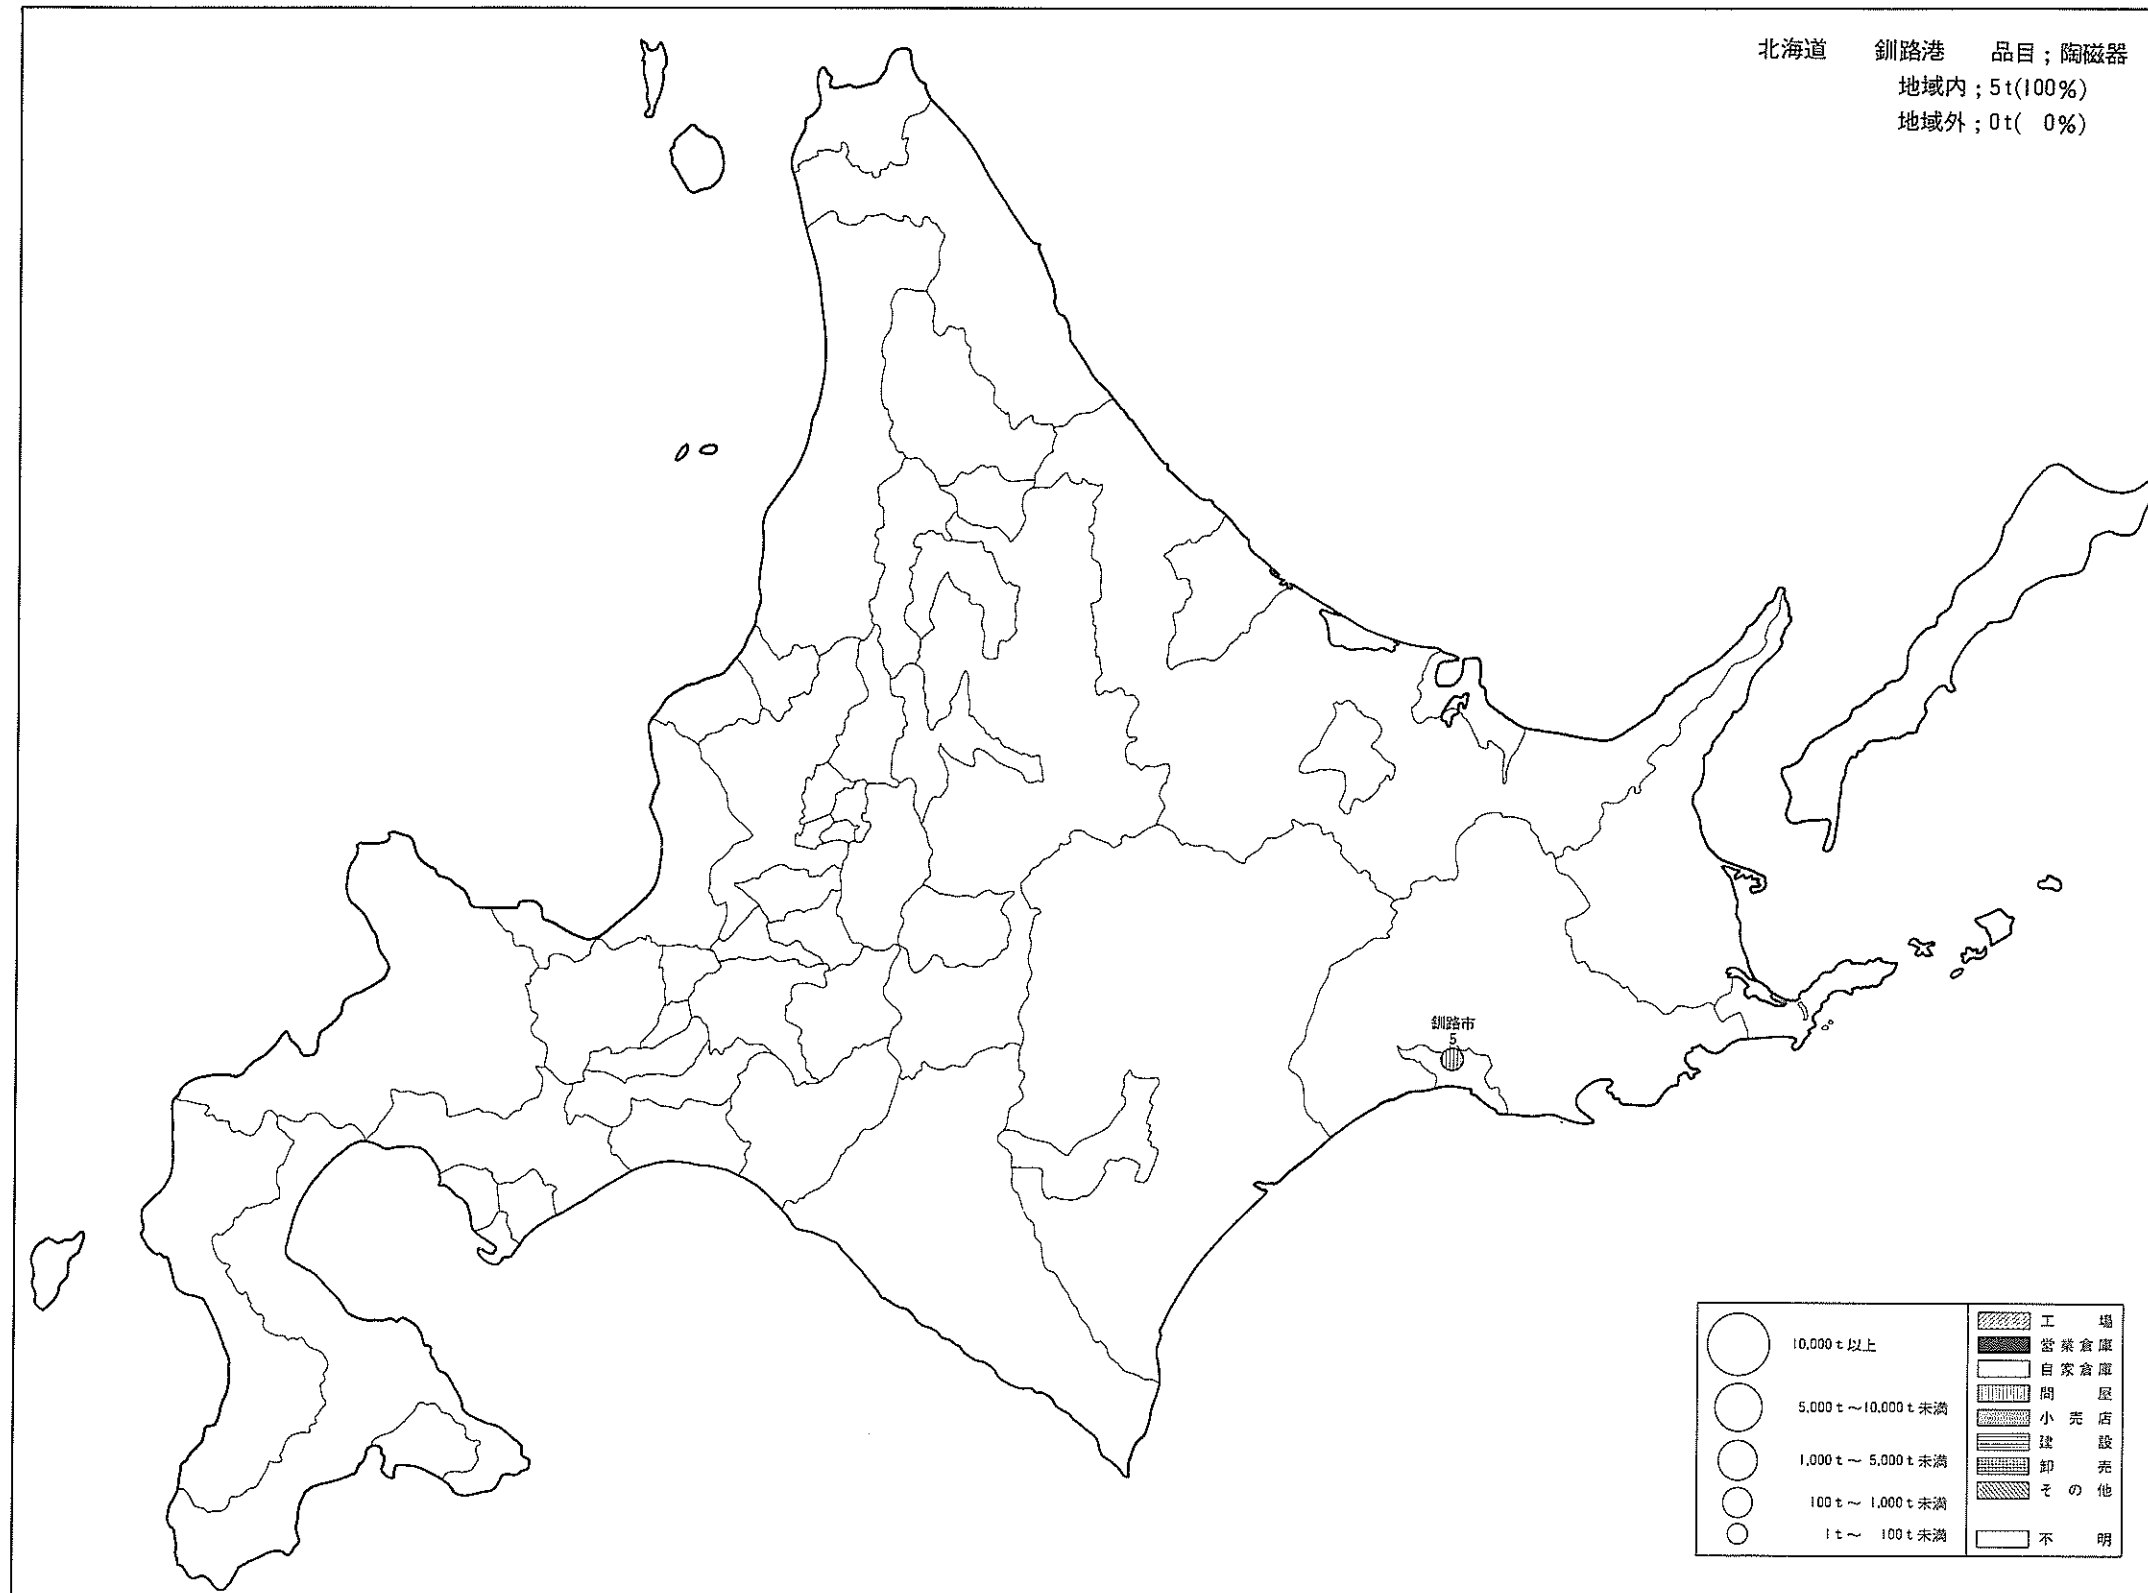 北海道 釧路港 品目；陶磁器
地域内；5t(100%)
地域外；0t( 0%)
釧路市
5
10,000t以上
5,000t～10,000t未満
1,000t～5,000t未満
100t～1,000t未満
1t～ 100t未満
工場
営業倉庫
自家倉庫
問屋
小売店
建設
卸売
その他
不明